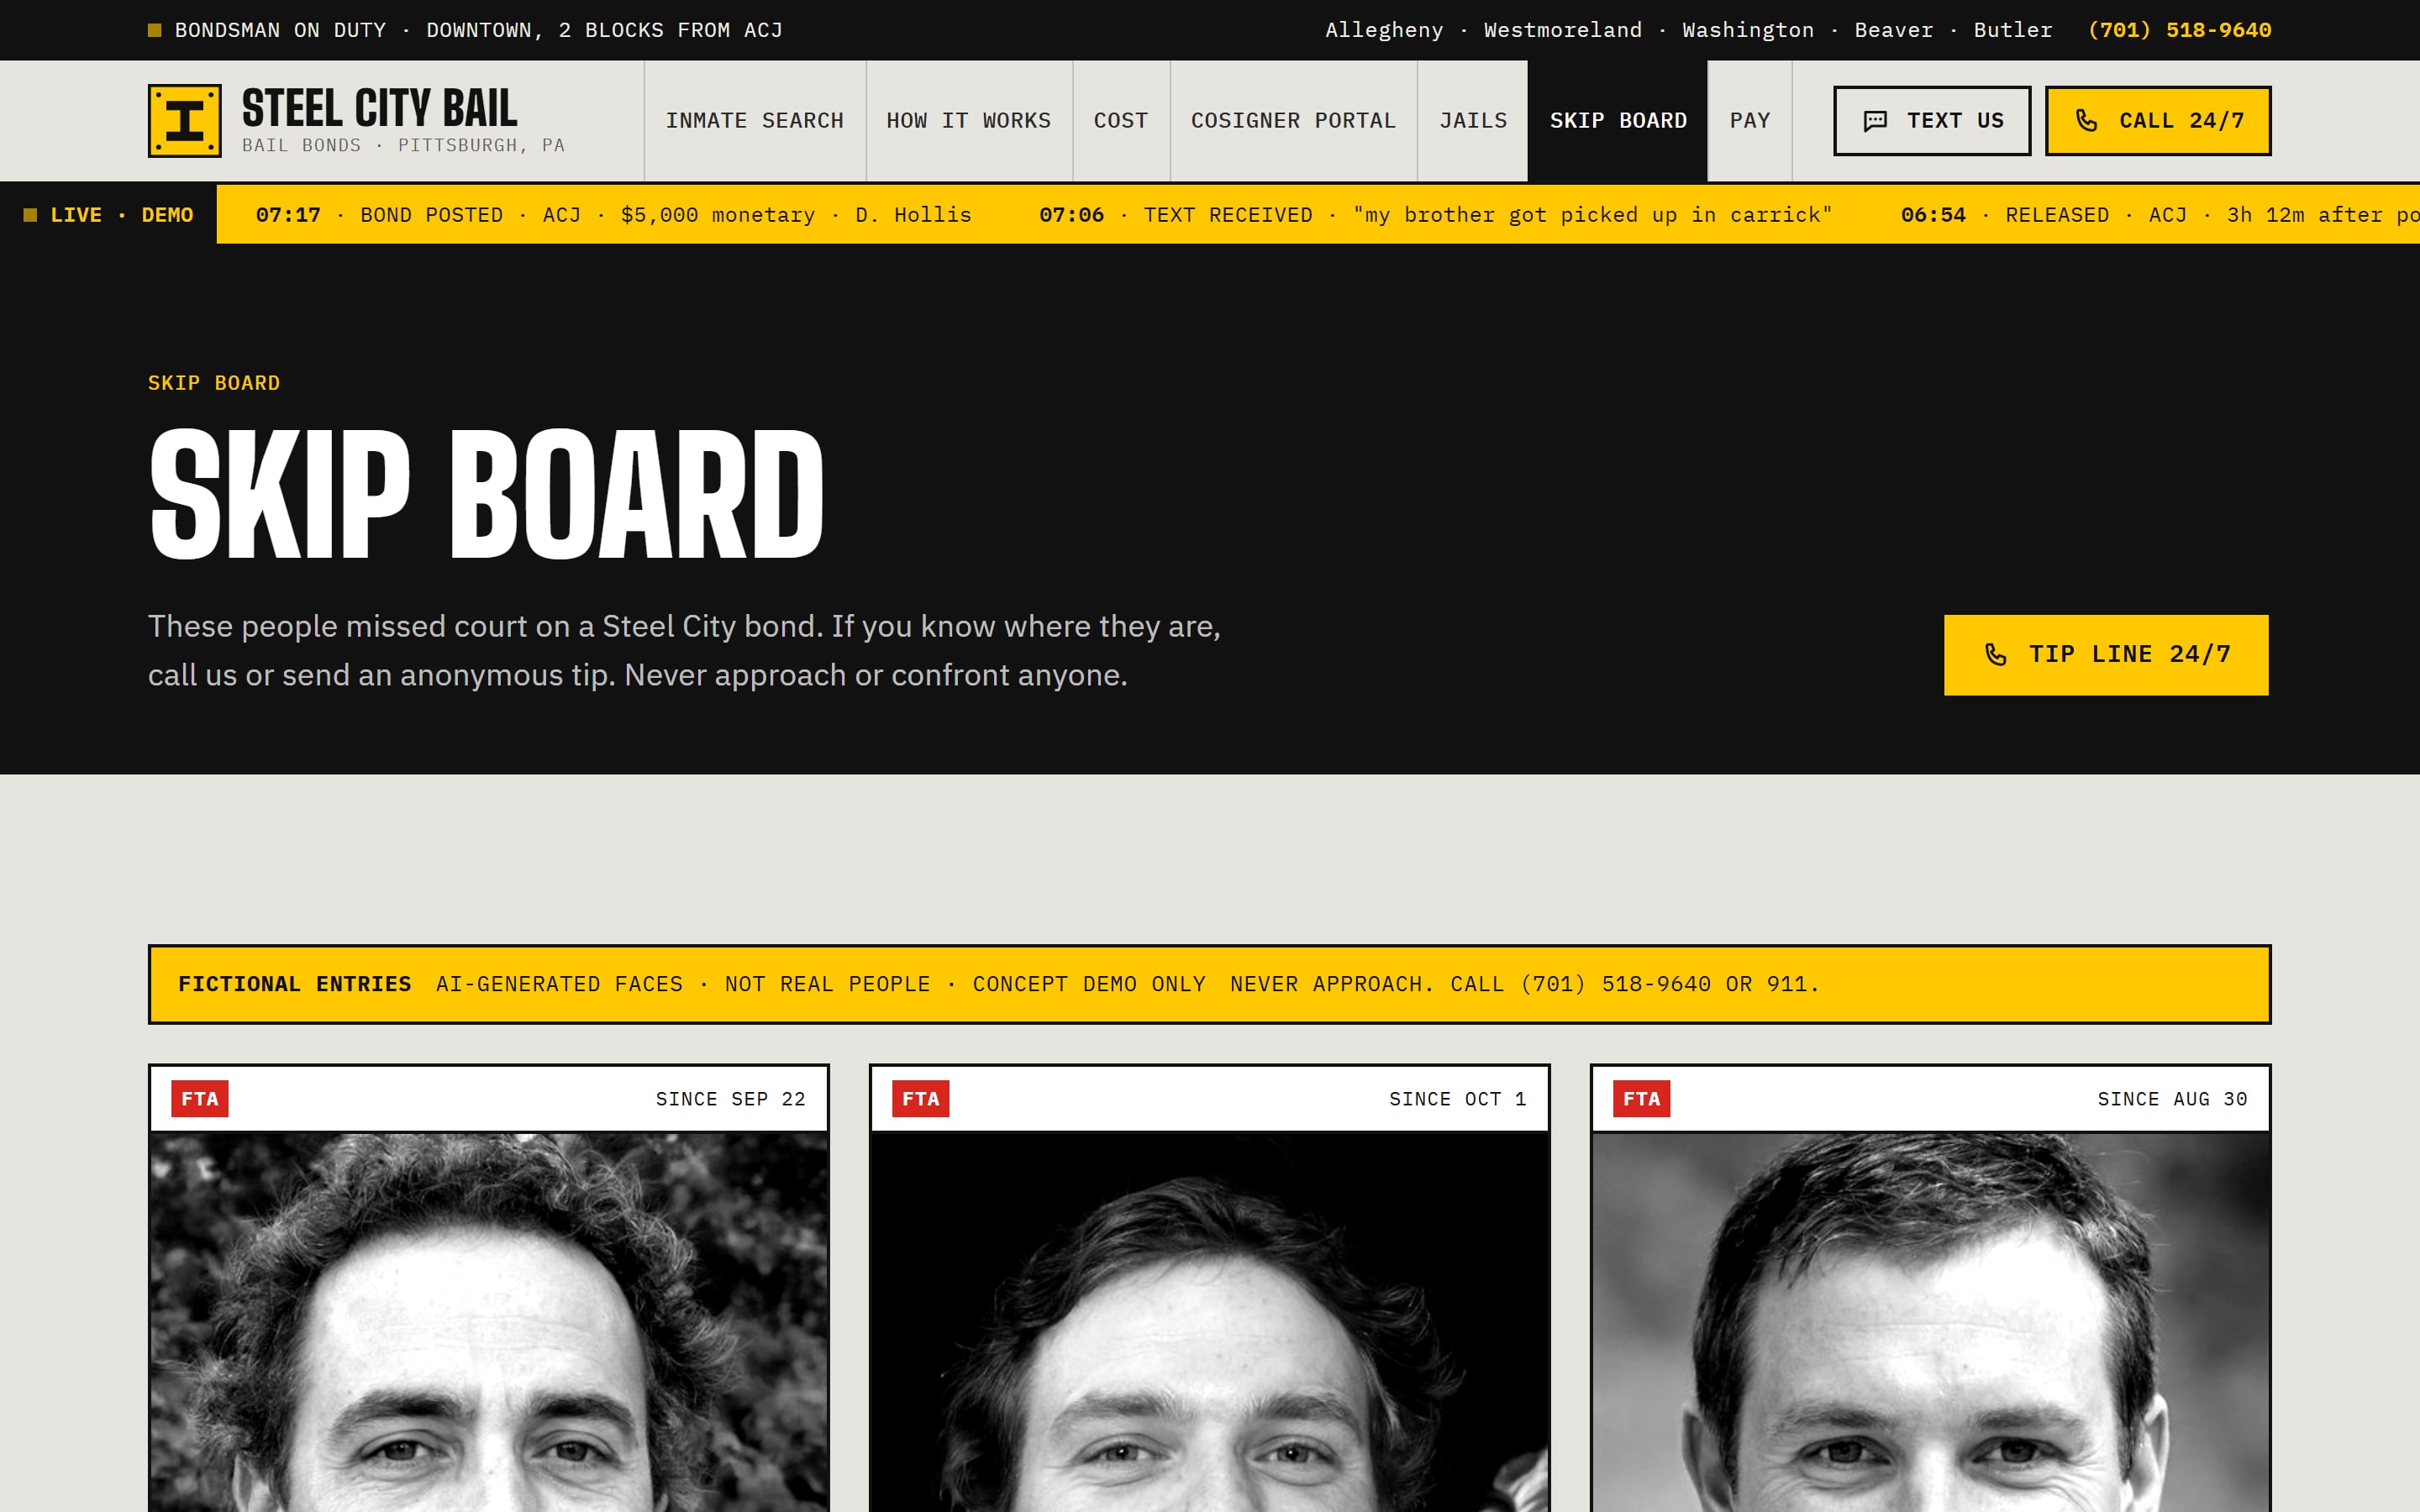 BONDSMAN ON DUTY · DOWNTOWN, 2 BLOCKS FROM ACJ
Allegheny · Westmoreland · Washington · Beaver · Butler (701) 518-9640
STEEL CITY BAIL
BAIL BONDS · PITTSBURGH, PA
INMATE SEARCH
HOW IT WORKS
COST
COSIGNER PORTAL
JAILS
SKIP BOARD
PAY
TEXT US
CALL 24/7
LIVE · DEMO
07:17 · BOND POSTED · ACJ · $5,000 monetary · D. Hollis
07:06 · TEXT RECEIVED · "my brother got picked up in carrick"
06:54 · RELEASED · ACJ · 3h 12m after po
SKIP BOARD
SKIP BOARD
These people missed court on a Steel City bond. If you know where they are,
call us or send an anonymous tip. Never approach or confront anyone.
TIP LINE 24/7
FICTIONAL ENTRIES AI-GENERATED FACES · NOT REAL PEOPLE · CONCEPT DEMO ONLY NEVER APPROACH. CALL (701) 518-9640 OR 911.
FTA
SINCE SEP 22
FTA
SINCE OCT 1
FTA
SINCE AUG 30